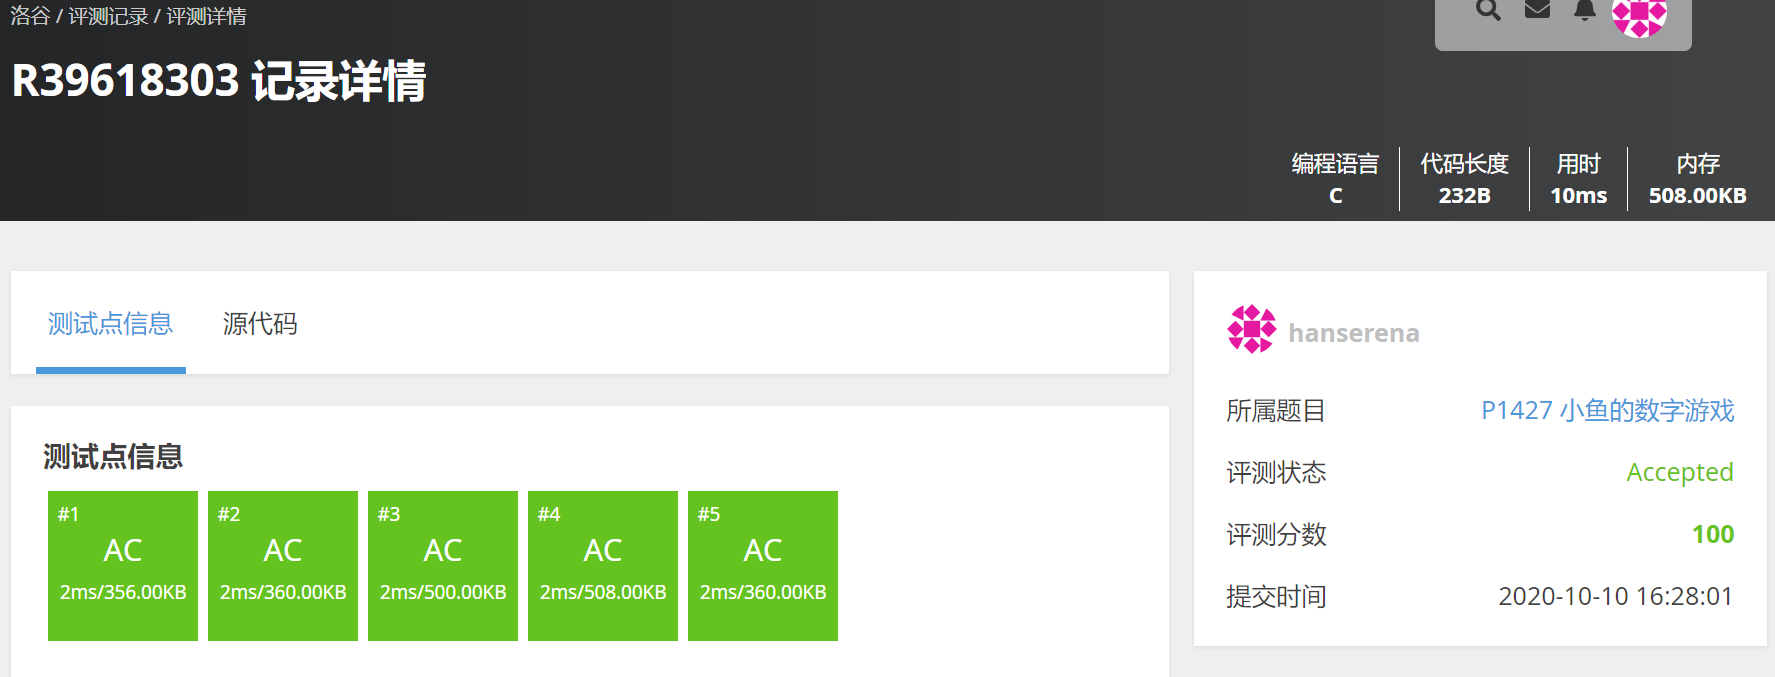 洛谷 / 评测记录 / 评测详情
R39618303 记录详情
编程语言 代码长度 用时 内存
C 232B 10ms 508.00KB
测试点信息 源代码
hanserena
所属题目 P1427 小鱼的数字游戏
评测状态 Accepted
评测分数 100
提交时间 2020-10-10 16:28:01
测试点信息
#1 #2 #3 #4 #5
AC AC AC AC AC
2ms/356.00KB 2ms/360.00KB 2ms/500.00KB 2ms/508.00KB 2ms/360.00KB